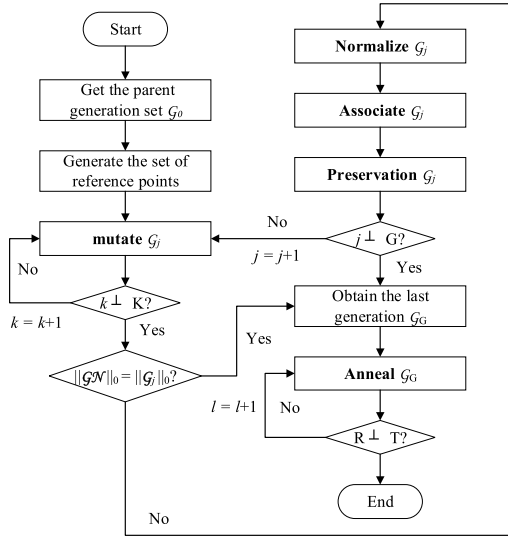 Start
Get the parent
generation set 𝒢₀
Generate the set of
reference points
mutate 𝒢ⱼ
No
k ⊥ K?
k = k+1
Yes
||𝒢𝒩||₀ = ||𝒢ⱼ||₀?
Yes
No
Normalize 𝒢ⱼ
Associate 𝒢ⱼ
Preservation 𝒢ⱼ
No
j ⊥ G?
j = j+1
Yes
Obtain the last
generation 𝒢G
Anneal 𝒢G
l = l+1
No
R ⊥ T?
End